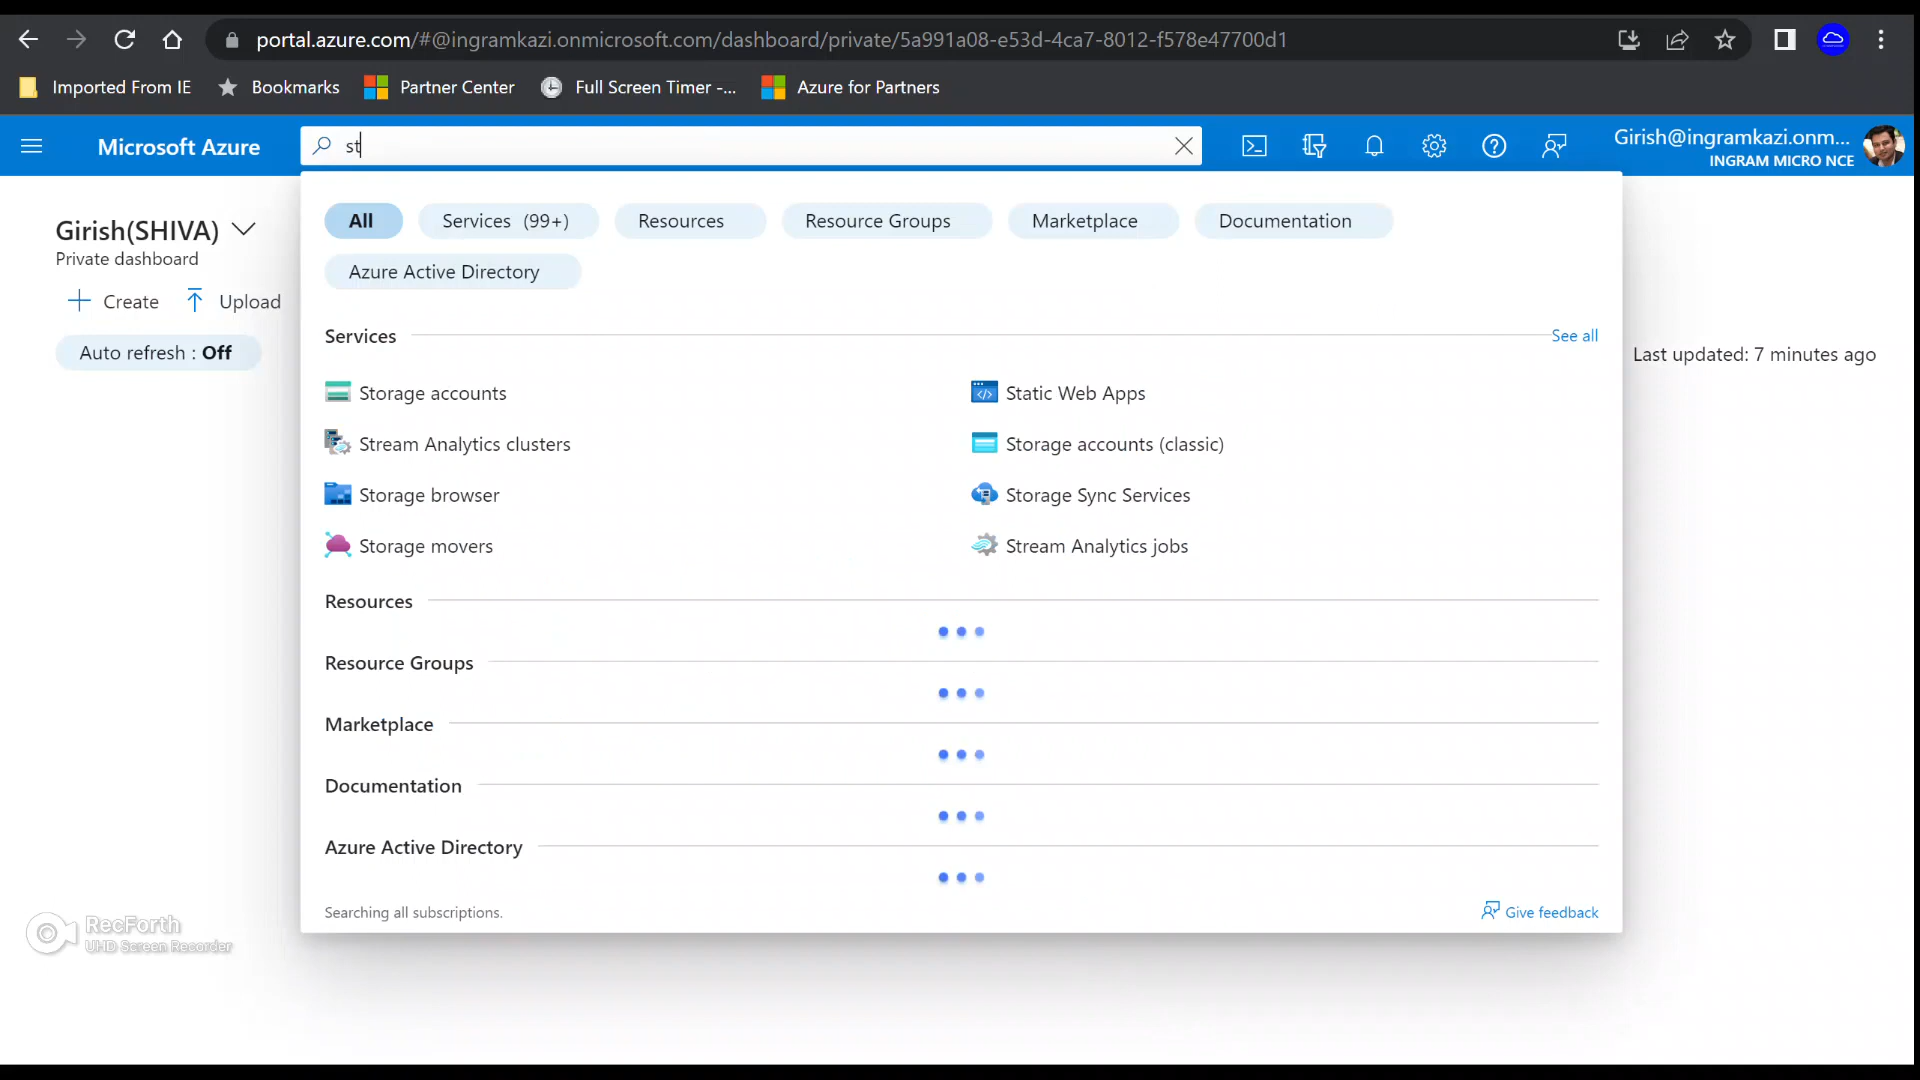 portal.azure.com/#@ingramkazi.onmicrosoft.com/dashboard/private/5a991a08-e53d-4ca7-8012-f578e47700d1
Imported From IE Bookmarks Partner Center Full Screen Timer -... Azure for Partners
Microsoft Azure st Girish@ingramkazi.onm...
INGRAM MICRO NCE
Girish(SHIVA)
Private dashboard
Create Upload
Auto refresh : Off
Last updated: 7 minutes ago
All Services (99+) Resources Resource Groups Marketplace Documentation
Azure Active Directory
Services See all
Storage accounts Static Web Apps
Stream Analytics clusters Storage accounts (classic)
Storage browser Storage Sync Services
Storage movers Stream Analytics jobs
Resources
Resource Groups
Marketplace
Documentation
Azure Active Directory
Searching all subscriptions. Give feedback
RecForth
UHD Screen Recorder